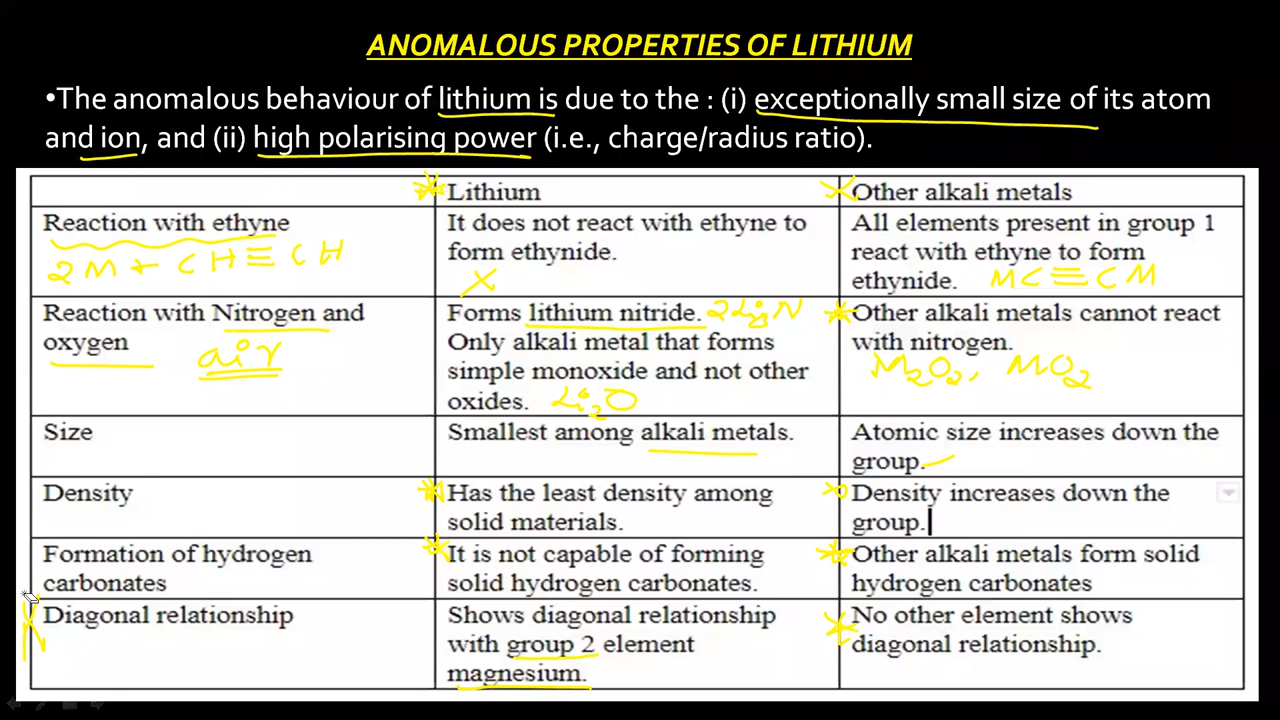 ANOMALOUS PROPERTIES OF LITHIUM
•The anomalous behaviour of lithium is due to the : (i) exceptionally small size of its atom
and ion, and (ii) high polarising power (i.e., charge/radius ratio).
Lithium
Other alkali metals
Reaction with ethyne
2M + CH≡CH
It does not react with ethyne to
form ethynide.
All elements present in group 1
react with ethyne to form
ethynide. MC≡CM
Reaction with Nitrogen and
oxygen
air
Forms lithium nitride. 2Li3N
Only alkali metal that forms
simple monoxide and not other
oxides. Li2O
Other alkali metals cannot react
with nitrogen.
M2O2, MO2
Size
Smallest among alkali metals.
Atomic size increases down the
group.
Density
Has the least density among
solid materials.
Density increases down the
group.
Formation of hydrogen
carbonates
It is not capable of forming
solid hydrogen carbonates.
Other alkali metals form solid
hydrogen carbonates
Diagonal relationship
Shows diagonal relationship
with group 2 element
magnesium.
No other element shows
diagonal relationship.